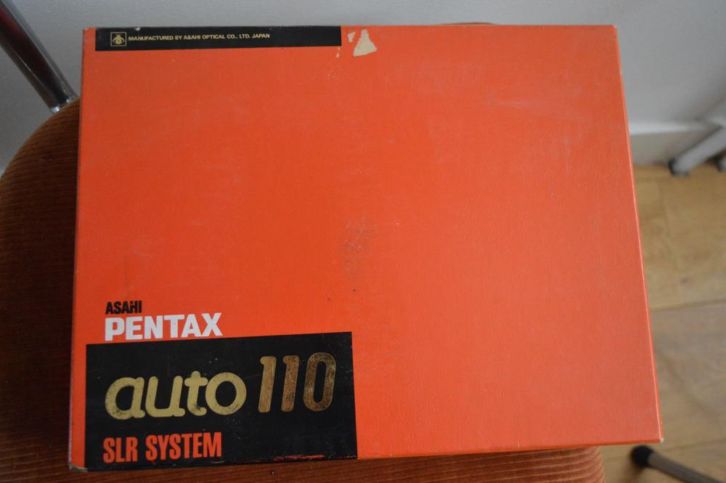 MANUFACTURED BY ASAHI OPTICAL CO., LTD. JAPAN
ASAHI
PENTAX
auto 110
SLR SYSTEM